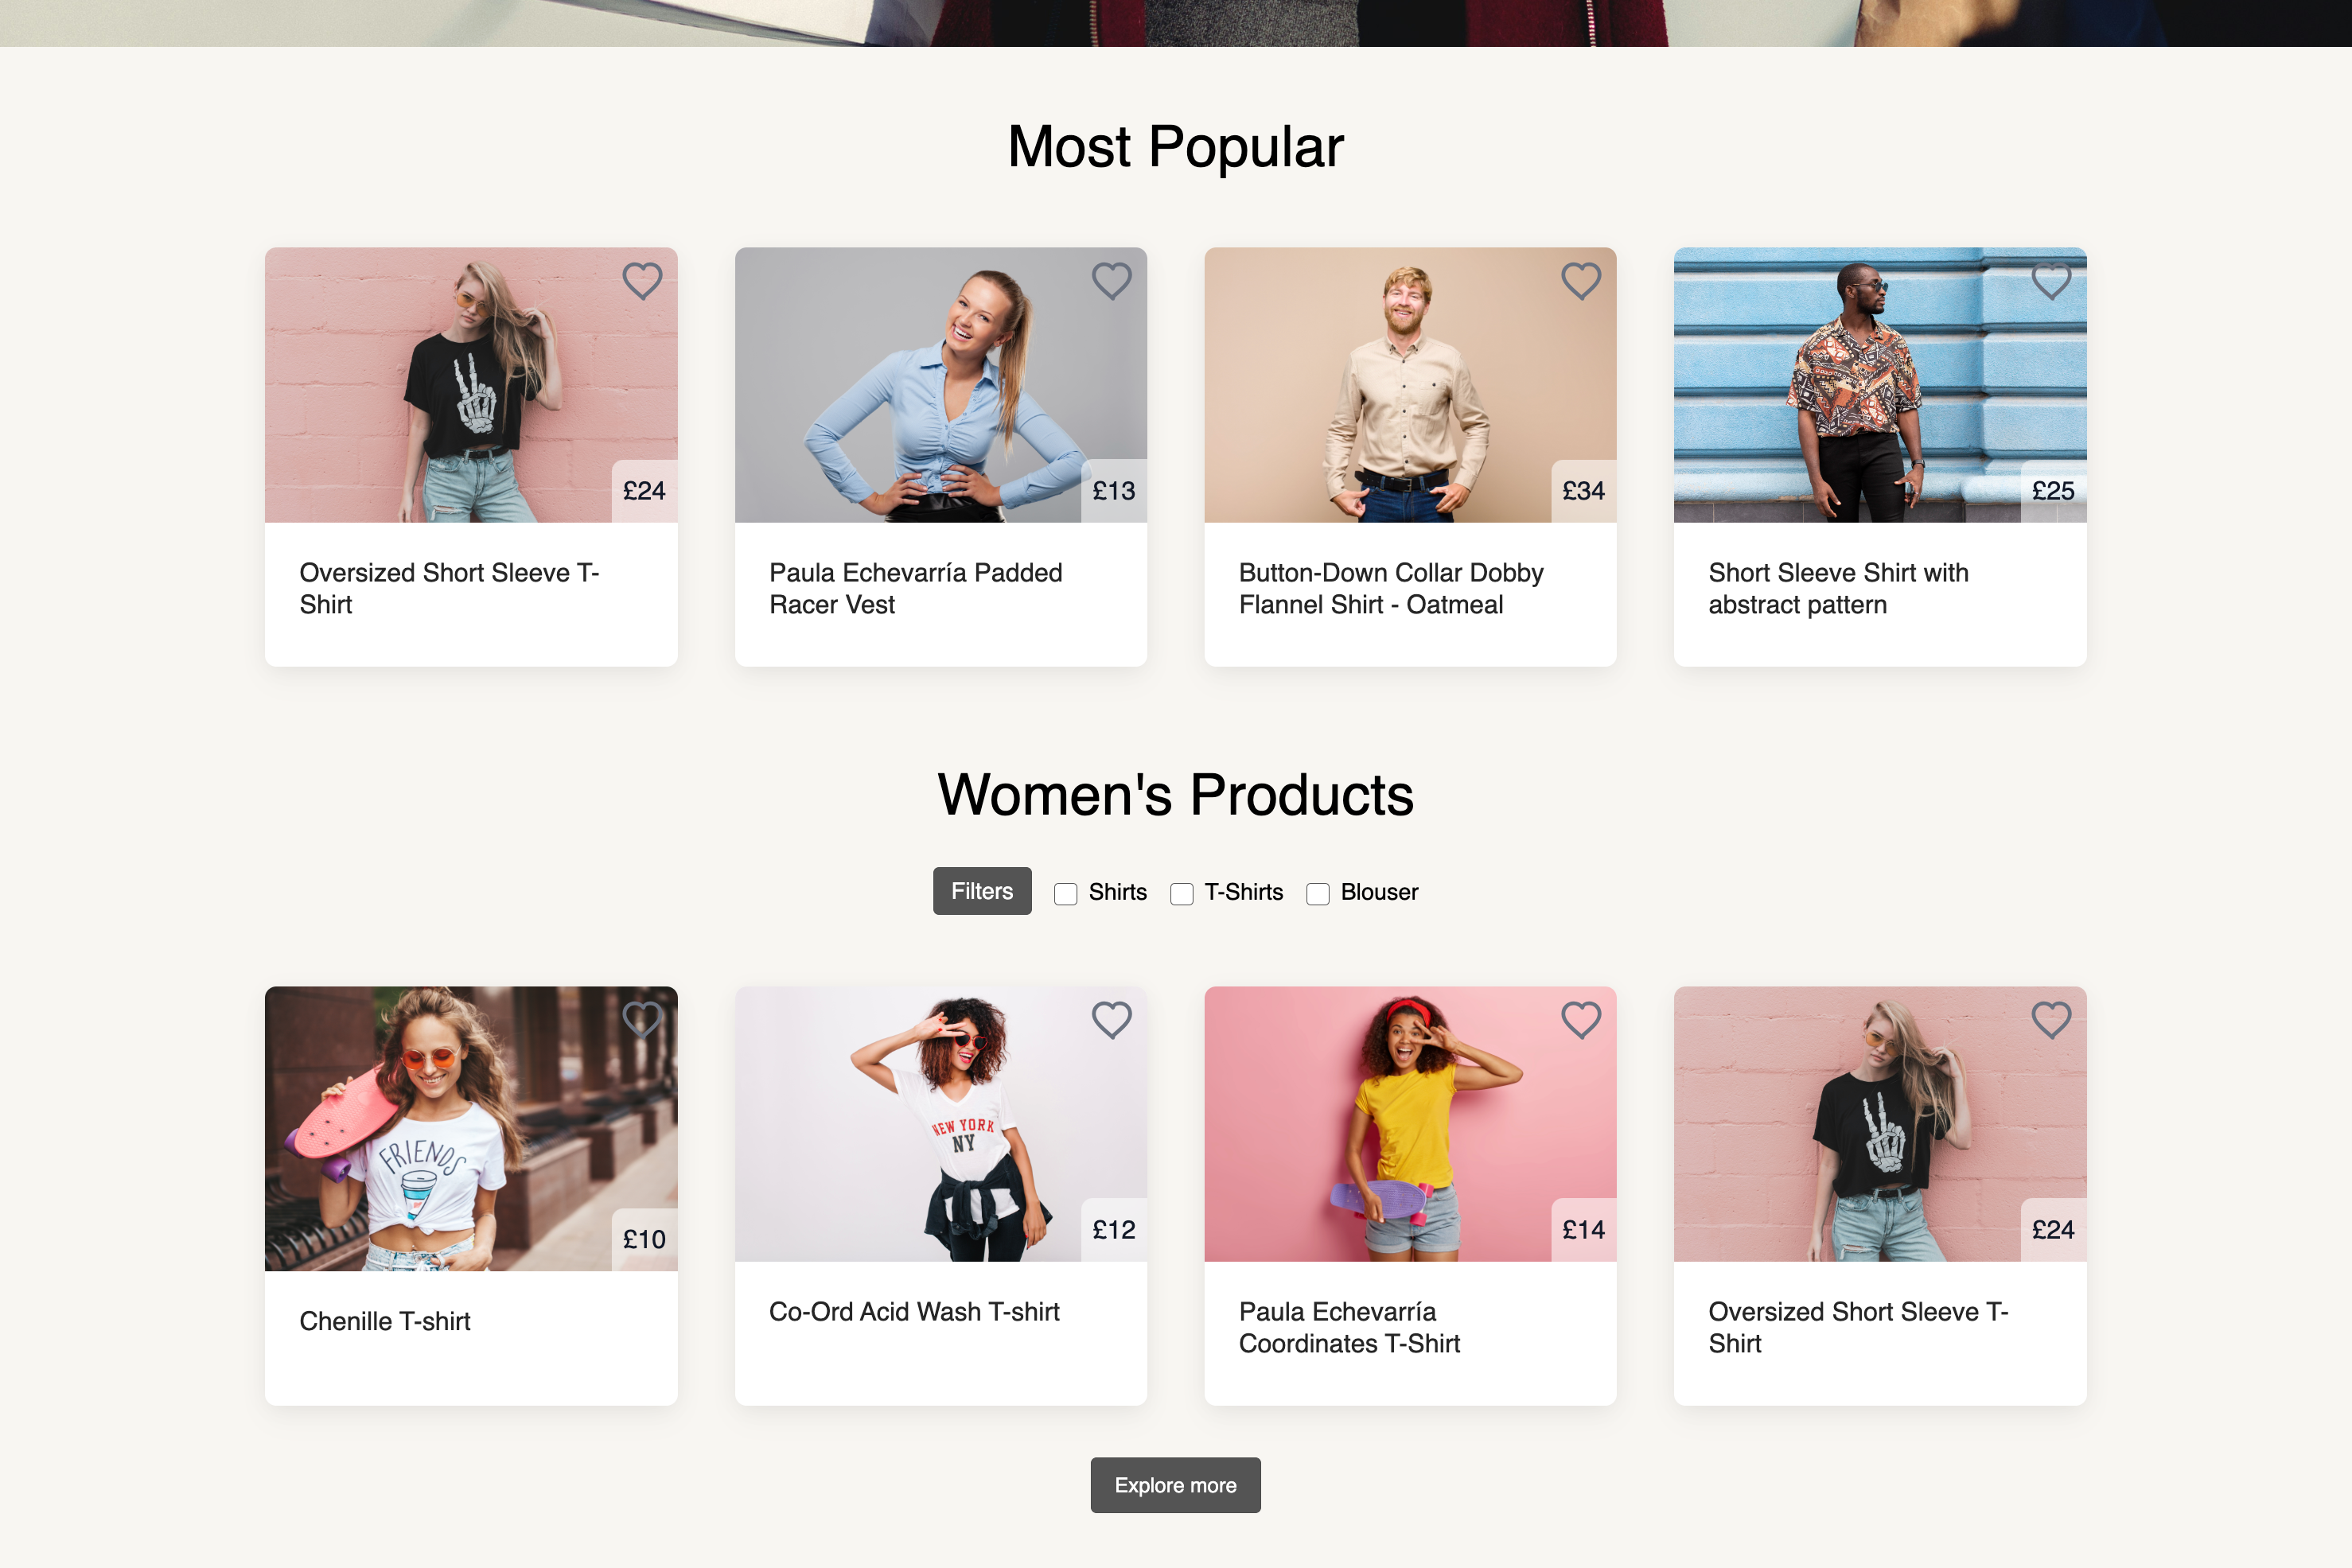 Most Popular
£24
£13
£34
£25
Oversized Short Sleeve T-
Shirt
Paula Echevarría Padded
Racer Vest
Button-Down Collar Dobby
Flannel Shirt - Oatmeal
Short Sleeve Shirt with
abstract pattern
Women's Products
Filters Shirts T-Shirts Blouser
FRIENDS
NEW YORK
NY
£10
£12
£14
£24
Chenille T-shirt
Co-Ord Acid Wash T-shirt
Paula Echevarría
Coordinates T-Shirt
Oversized Short Sleeve T-
Shirt
Explore more